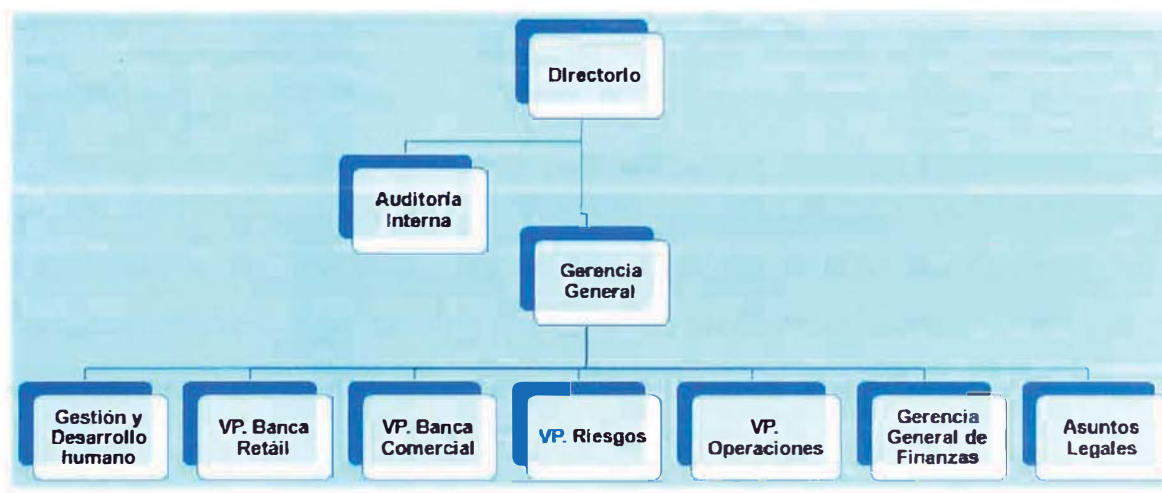 Directorio
Auditoría
Interna
Gerencia
General
Gestión y
Desarrollo
humano
VP. Banca
Retáil
VP. Banca
Comercial
VP. Riesgos
VP.
Operaciones
Gerencia
General de
Finanzas
Asuntos
Legales